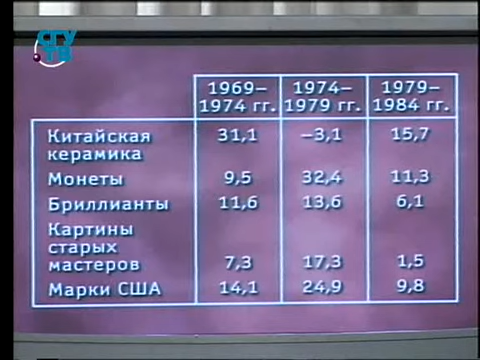 СГУ
ТВ
1969– 1974– 1979–
1974 гг. 1979 гг. 1984 гг.
Китайская 31,1 –3,1 15,7
керамика
Монеты 9,5 32,4 11,3
Бриллианты 11,6 13,6 6,1
Картины
старых
мастеров 7,3 17,3 1,5
Марки США 14,1 24,9 9,8